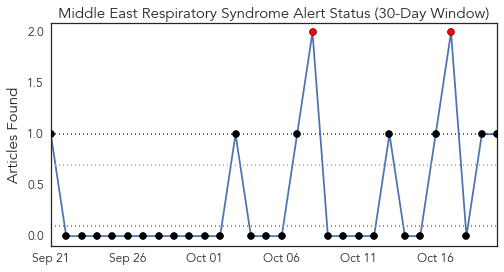 Middle East Respiratory Syndrome Alert Status (30-Day Window)
Articles Found
2.0
1.5
1.0
0.5
0.0
Sep 21 Sep 26 Oct 01 Oct 06 Oct 11 Oct 16